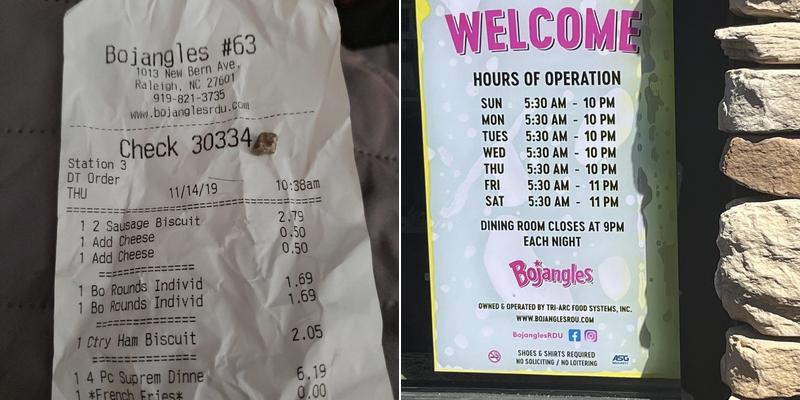 Bojangles #63
1013 New Bern Ave.
Raleigh, NC 27601
919-821-3735
www.bojanglesrdu.com
Check 30334
Station 3
DT Order
THU 11/14/19 10:38am
1 2 Sausage Biscuit 2.79
1 Add Cheese 0.50
1 Add Cheese 0.50
1 Bo Rounds Individ 1.69
1 Bo Rounds Individ 1.69
1 Ctry Ham Biscuit 2.05
1 4 Pc Suprem Dinne 6.19
1 *French Fries* 0.00
WELCOME
HOURS OF OPERATION
SUN 5:30 AM - 10 PM
MON 5:30 AM - 10 PM
TUES 5:30 AM - 10 PM
WED 5:30 AM - 10 PM
THU 5:30 AM - 10 PM
FRI 5:30 AM - 11 PM
SAT 5:30 AM - 11 PM
DINING ROOM CLOSES AT 9PM
EACH NIGHT
Bojangles
OWNED & OPERATED BY TRI-ARC FOOD SYSTEMS, INC.
WWW.BOJANGLESRDU.COM
BojanglesRDU
SHOES & SHIRTS REQUIRED
NO SOLICITING / NO LOITERING
ASG